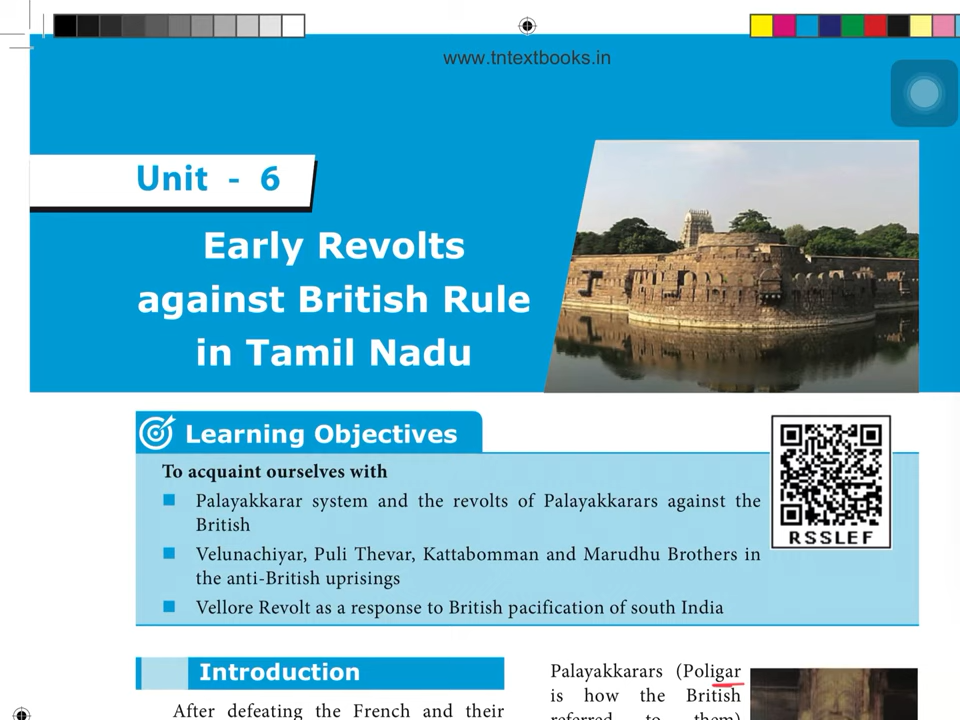 www.tntextbooks.in
Unit - 6
Early Revolts
against British Rule
in Tamil Nadu
Learning Objectives
To acquaint ourselves with
Palayakkarar system and the revolts of Palayakkarars against the
British
Velunachiyar, Puli Thevar, Kattabomman and Marudhu Brothers in
the anti-British uprisings
Vellore Revolt as a response to British pacification of south India
RSSLEF
Introduction
After defeating the French and their
Palayakkarars (Poligar
is how the British
referred to them)